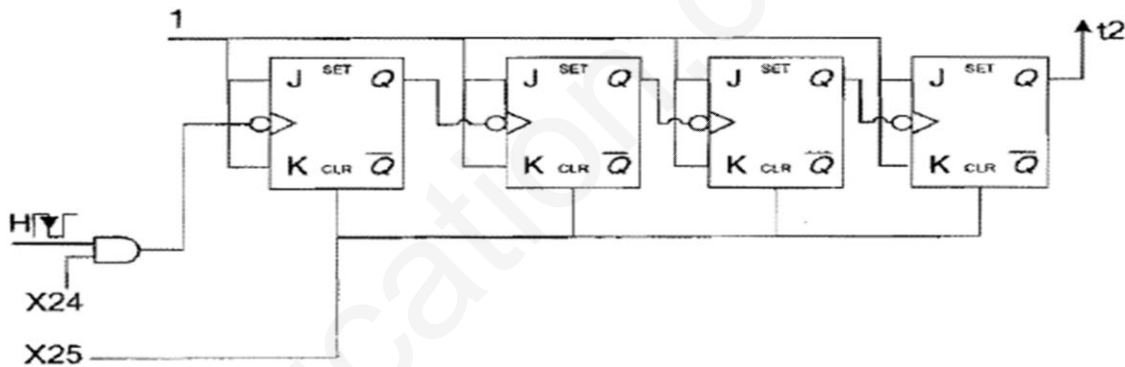 1
t2
J SET Q
J SET Q
J SET Q
J SET Q
K CLR Q̅
K CLR Q̅
K CLR Q̅
K CLR Q̅
H
X24
X25